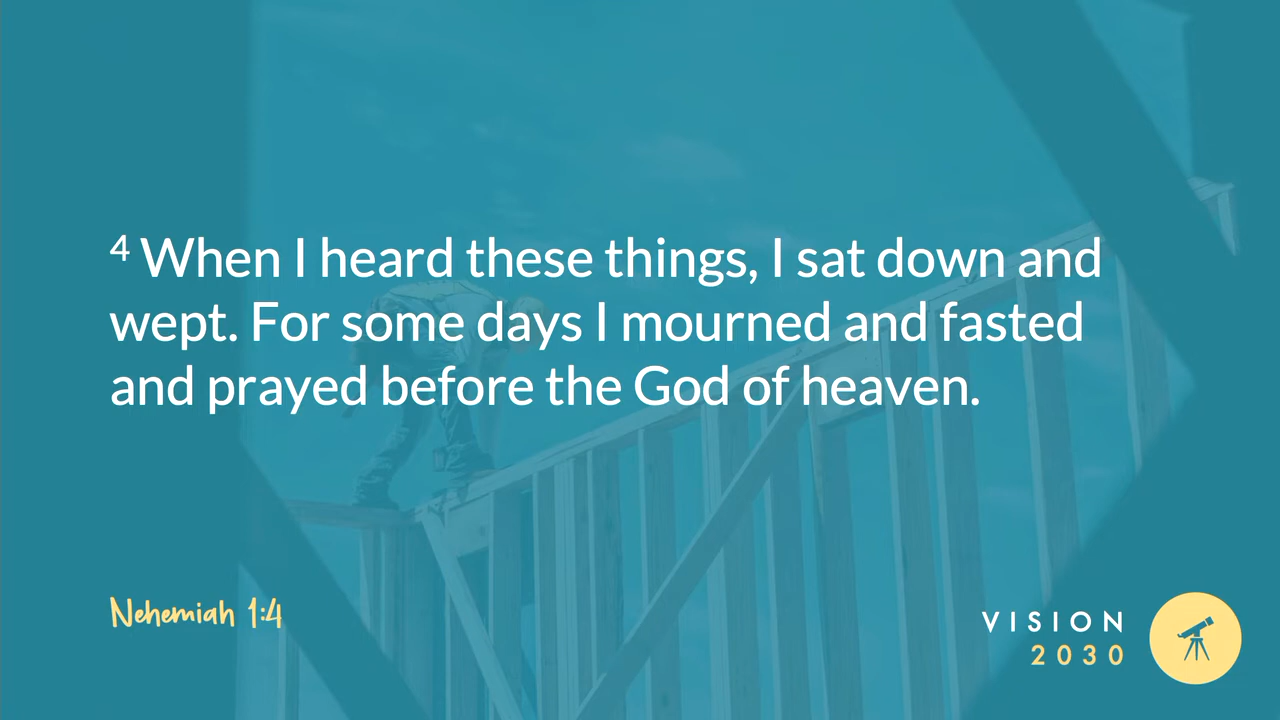 4 When I heard these things, I sat down and
wept. For some days I mourned and fasted
and prayed before the God of heaven.
Nehemiah 1:4
VISION
2030